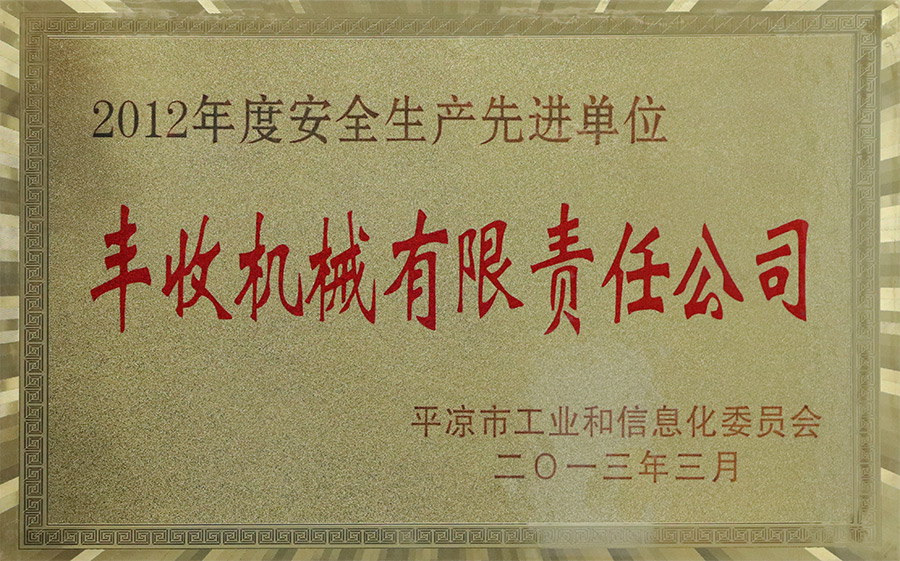 2012年度安全生产先进单位
丰收机械有限责任公司
平凉市工业和信息化委员会
二〇一三年三月